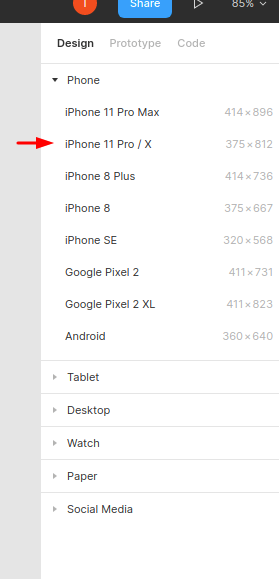 Share 85%
Design Prototype Code
Phone
iPhone 11 Pro Max 414×896
iPhone 11 Pro / X 375×812
iPhone 8 Plus 414×736
iPhone 8 375×667
iPhone SE 320×568
Google Pixel 2 411×731
Google Pixel 2 XL 411×823
Android 360×640
Tablet
Desktop
Watch
Paper
Social Media